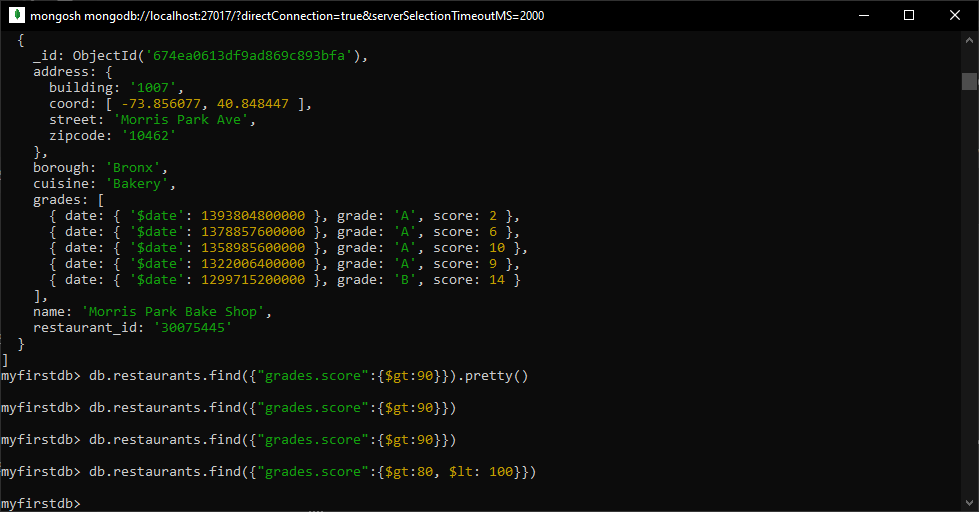 mongosh mongodb://localhost:27017/?directConnection=true&serverSelectionTimeoutMS=2000
{
_id: ObjectId('674ea0613df9ad869c893bfa'),
address: {
building: '1007',
coord: [ -73.856077, 40.848447 ],
street: 'Morris Park Ave',
zipcode: '10462'
},
borough: 'Bronx',
cuisine: 'Bakery',
grades: [
{ date: { '$date': 1393804800000 }, grade: 'A', score: 2 },
{ date: { '$date': 1378857600000 }, grade: 'A', score: 6 },
{ date: { '$date': 1358985600000 }, grade: 'A', score: 10 },
{ date: { '$date': 1322006400000 }, grade: 'A', score: 9 },
{ date: { '$date': 1299715200000 }, grade: 'B', score: 14 }
],
name: 'Morris Park Bake Shop',
restaurant_id: '30075445'
}
]
myfirstdb> db.restaurants.find({"grades.score":{$gt:90}}).pretty()
myfirstdb> db.restaurants.find({"grades.score":{$gt:90}})
myfirstdb> db.restaurants.find({"grades.score":{$gt:90}})
myfirstdb> db.restaurants.find({"grades.score":{$gt:80, $lt: 100}})
myfirstdb>